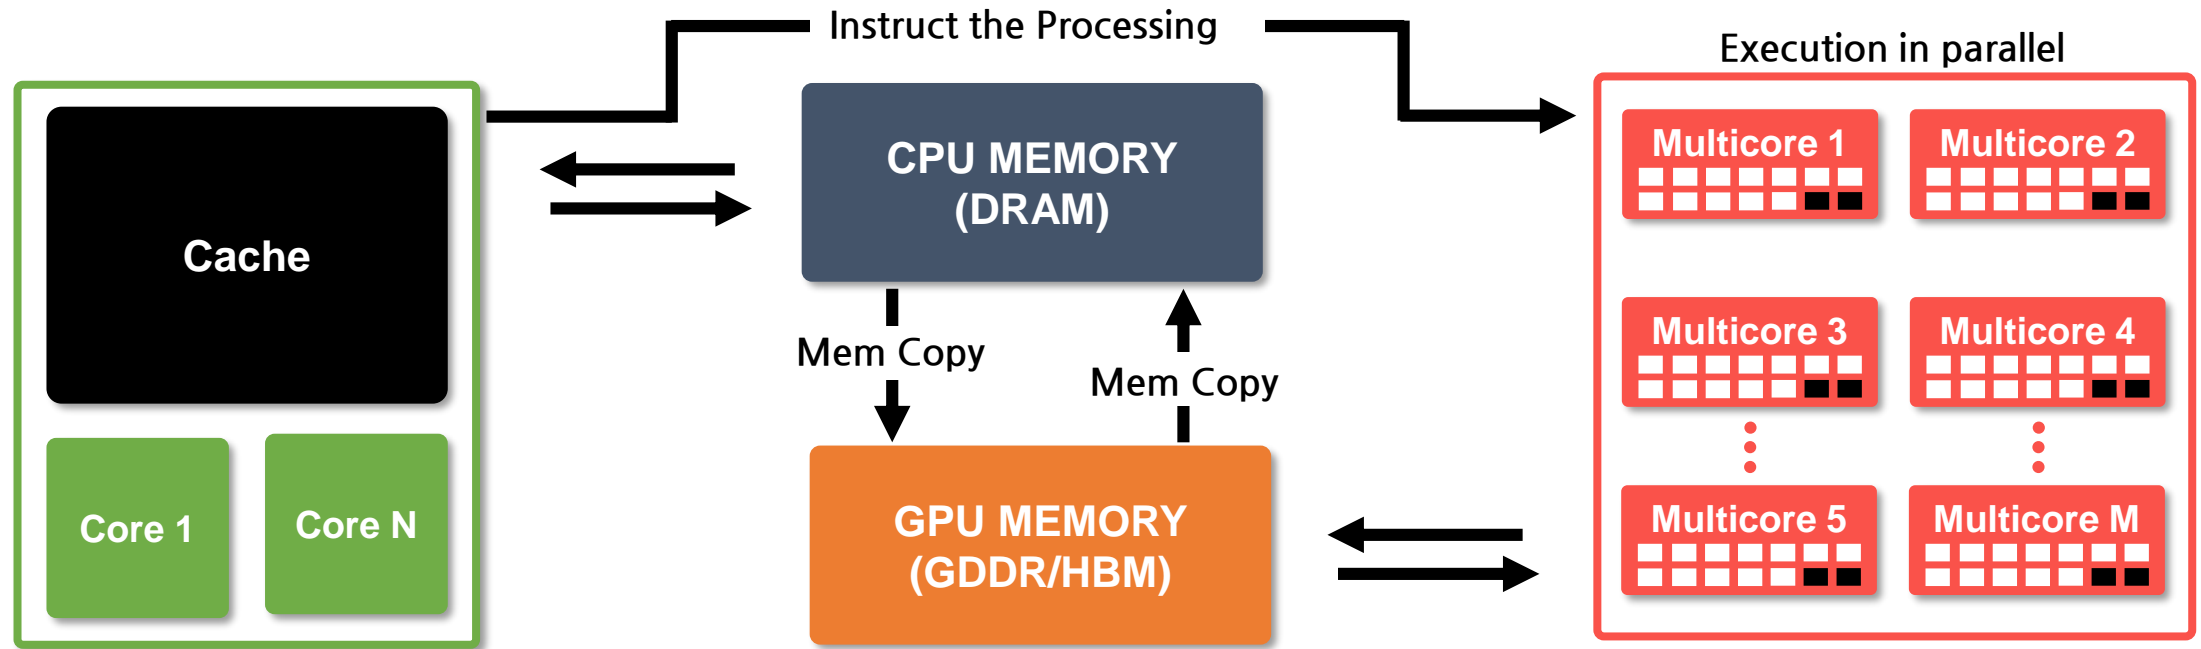 Instruct the Processing
Execution in parallel
Cache
Core 1
Core N
CPU MEMORY
(DRAM)
Mem Copy
Mem Copy
GPU MEMORY
(GDDR/HBM)
Multicore 1
Multicore 2
Multicore 3
Multicore 4
Multicore 5
Multicore M